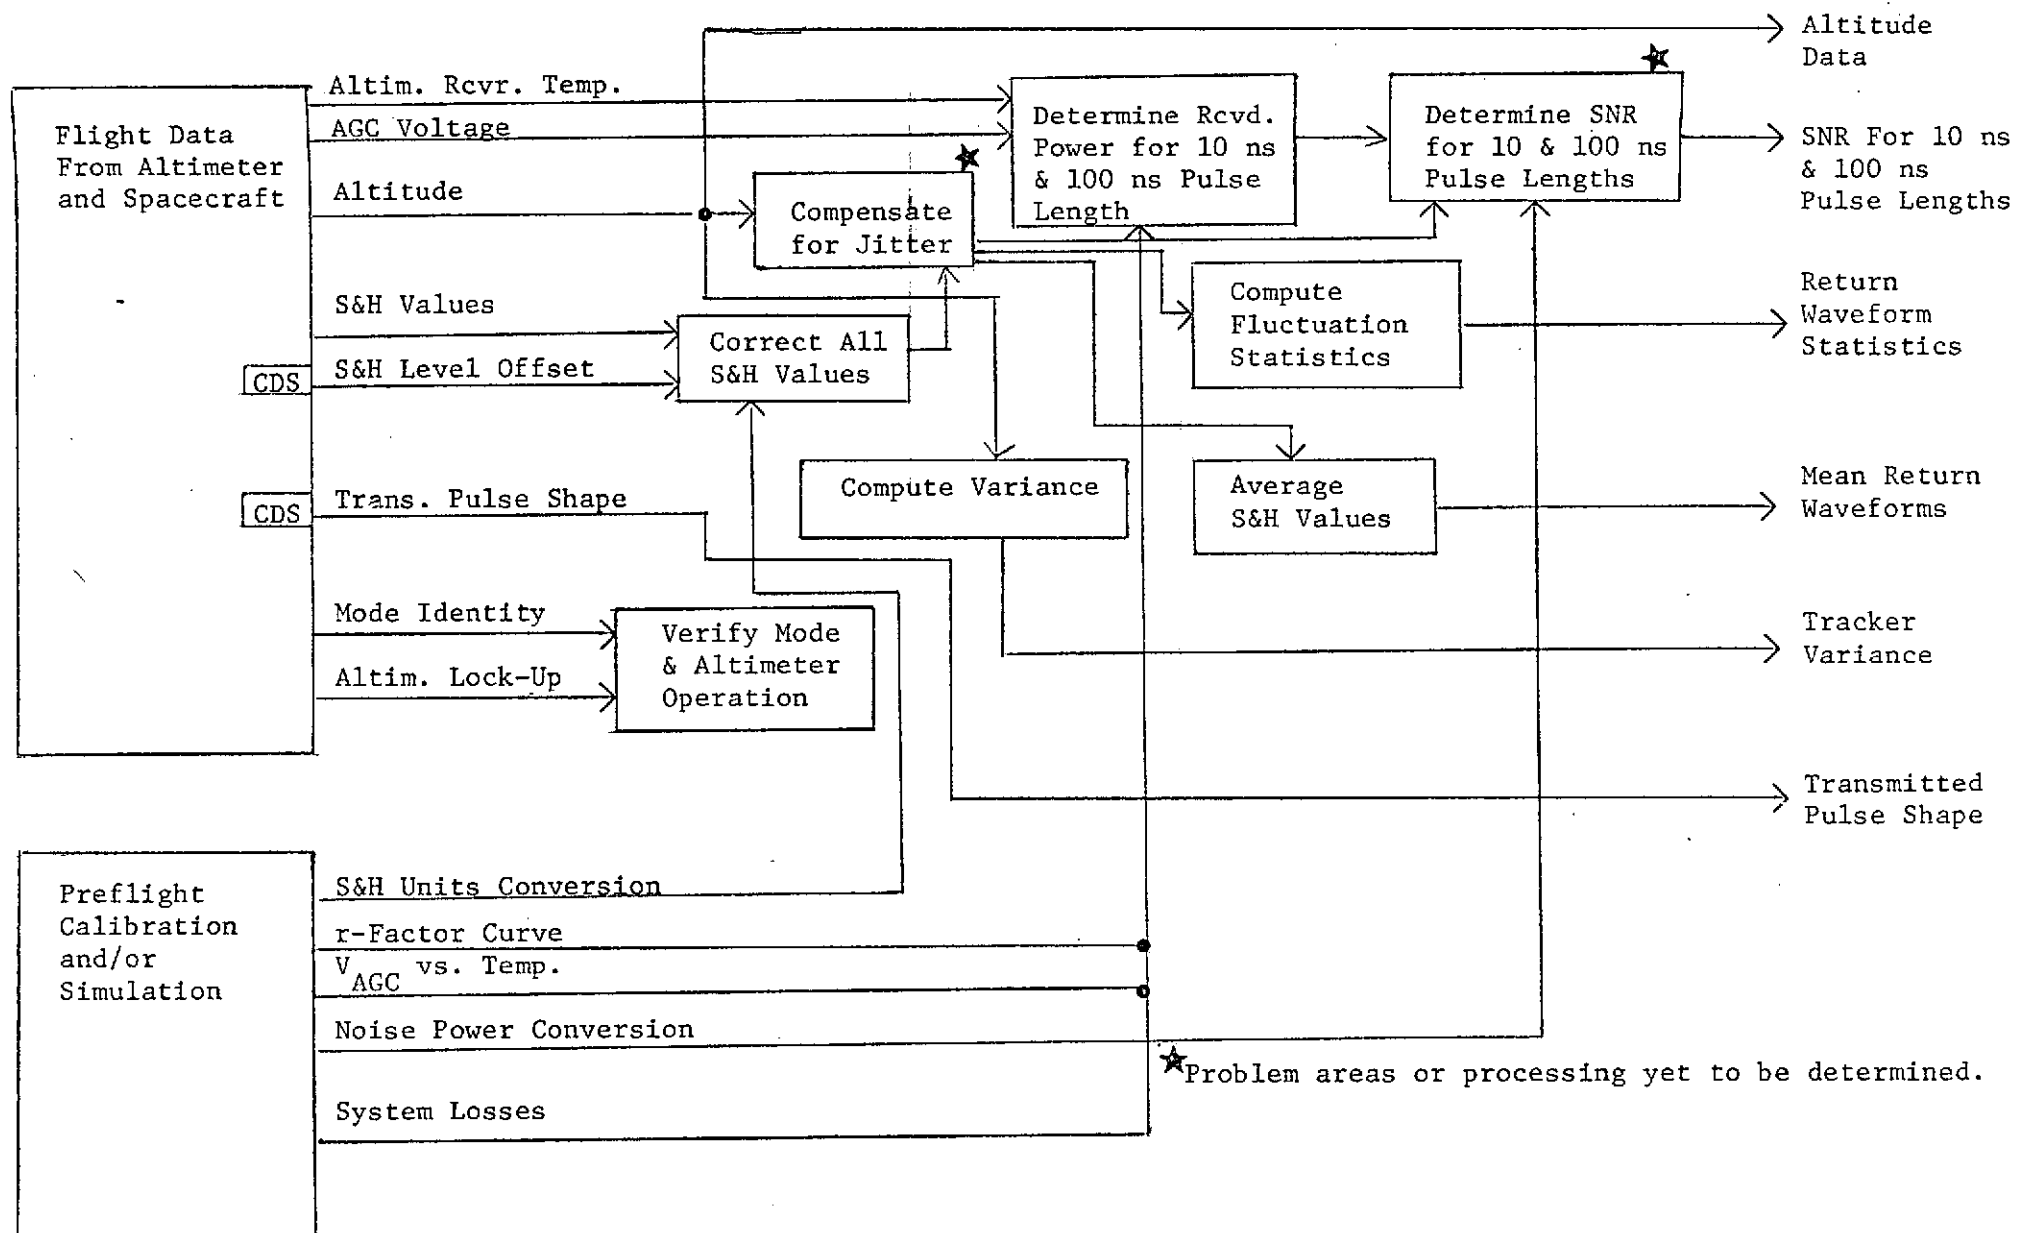 Altitude
Data
Altim. Rcvr. Temp.
AGC Voltage
Flight Data
From Altimeter
and Spacecraft
Determine Rcvd.
Power for 10 ns
& 100 ns Pulse
Length
★
Determine SNR
for 10 & 100 ns
Pulse Lengths
SNR For 10 ns
& 100 ns
Pulse Lengths
Altitude
★
Compensate
for Jitter
S&H Values
CDS
S&H Level Offset
Correct All
S&H Values
Compute
Fluctuation
Statistics
Return
Waveform
Statistics
CDS
Trans. Pulse Shape
Compute Variance
Average
S&H Values
Mean Return
Waveforms
Mode Identity
Altim. Lock-Up
Verify Mode
& Altimeter
Operation
Tracker
Variance
Transmitted
Pulse Shape
Preflight
Calibration
and/or
Simulation
S&H Units Conversion
r-Factor Curve
VAGC vs. Temp.
Noise Power Conversion
System Losses
★Problem areas or processing yet to be determined.